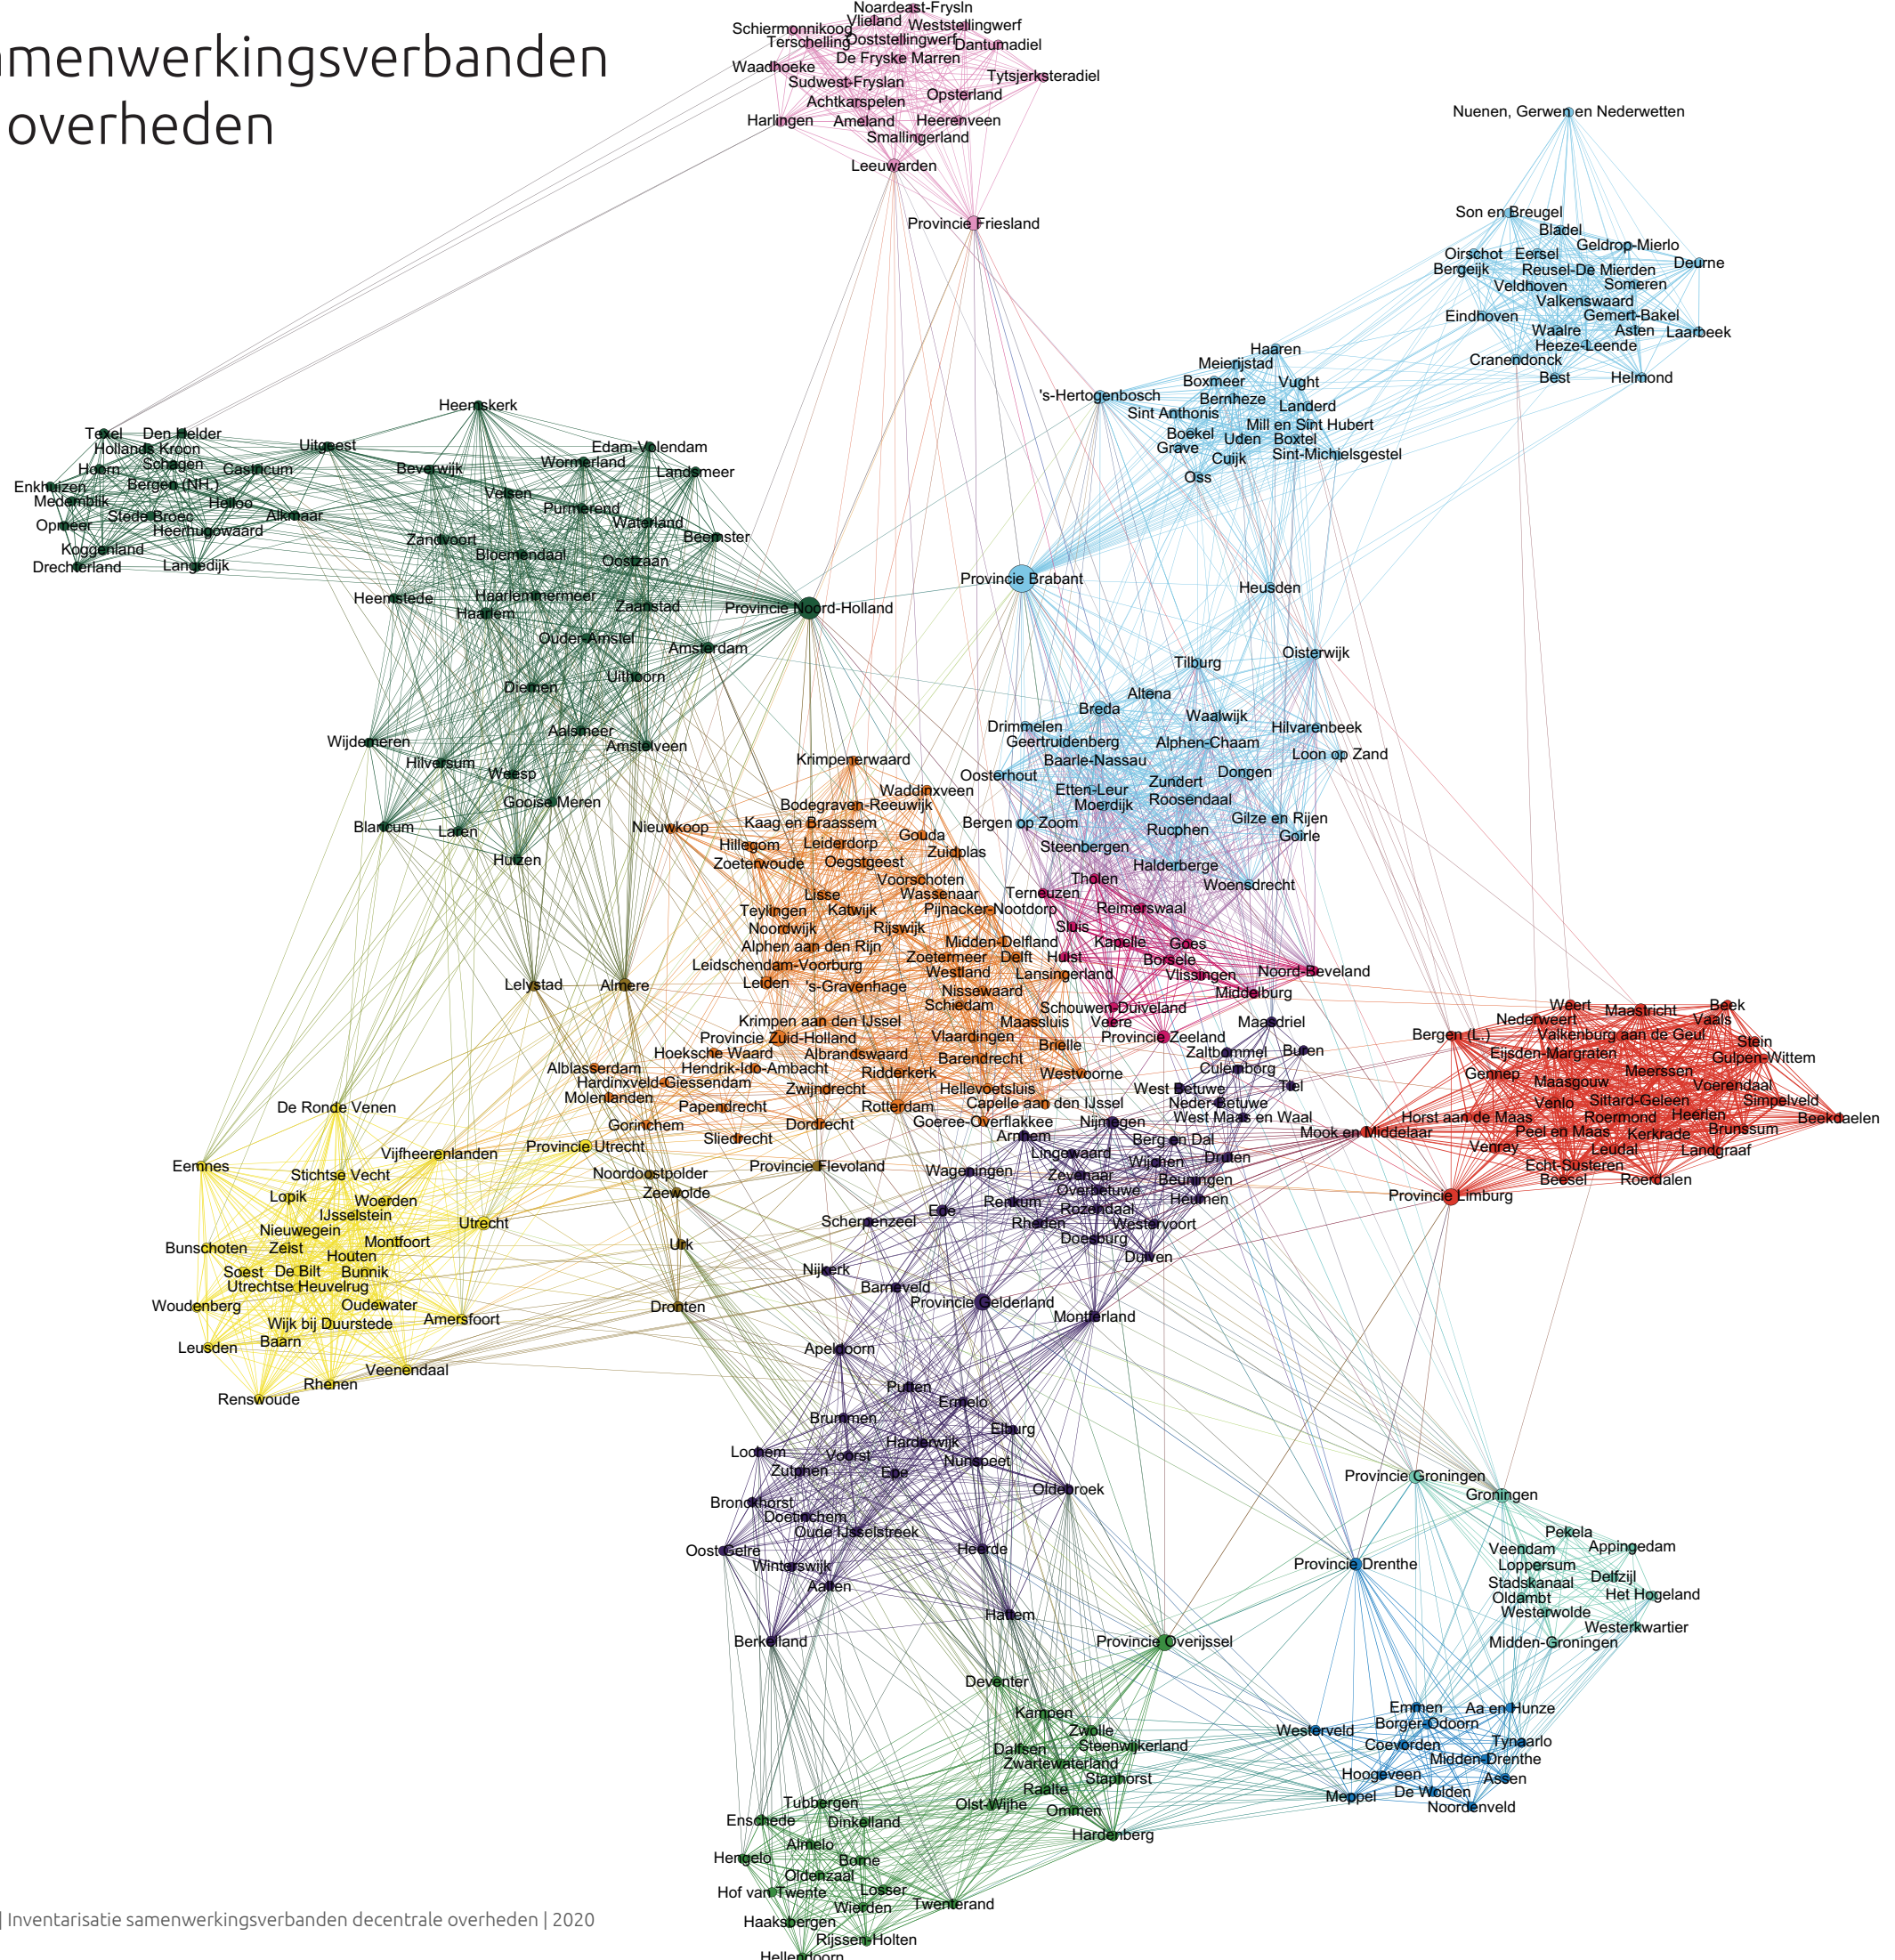 amenwerkingsverbanden
overheden
Noardeast-Frysln
Vlieland
Schiermonnikoog
Weststellingwerf
Terschelling
Ooststellingwerf
Dantumadiel
De Fryske Marren
Waadhoeke
Tytsjerksteradiel
Sudwest-Fryslan
Opsterland
Achtkarspelen
Harlingen
Ameland
Heerenveen
Smallingerland
Leeuwarden
Provincie Friesland
Nuenen, Gerwen en Nederwetten
Son en Breugel
Bladel
Geldrop-Mierlo
Oirschot
Eersel
Deurne
Bergeijk
Reusel-De Mierden
Veldhoven
Someren
Valkenswaard
Eindhoven
Gemert-Bakel
Waalre
Asten
Laarbeek
Heeze-Leende
Cranendonck
Best
Helmond
Haaren
Meierijstad
Boxmeer
Vught
's-Hertogenbosch
Bernheze
Landerd
Sint Anthonis
Mill en Sint Hubert
Boekel
Uden
Boxtel
Grave
Cuijk
Sint-Michielsgestel
Oss
Heemskerk
Texel
Den Helder
Uitgeest
Hollands Kroon
Edam-Volendam
Schagen
Wormerland
Hoorn
Castricum
Beverwijk
Landsmeer
Enkhuizen
Bergen (NH.)
Velsen
Medemblik
Heiloo
Purmerend
Stede Broec
Alkmaar
Waterland
Opmeer
Heerhugowaard
Beemster
Koggenland
Zandvoort
Bloemendaal
Oostzaan
Drechterland
Langedijk
Heemstede
Haarlemmermeer
Zaanstad
Haarlem
Provincie Noord-Holland
Provincie Brabant
Heusden
Ouder-Amstel
Amsterdam
Oisterwijk
Tilburg
Uithoorn
Diemen
Altena
Breda
Waalwijk
Drimmelen
Hilvarenbeek
Aalsmeer
Wijdemeren
Amstelveen
Geertruidenberg
Alphen-Chaam
Loon op Zand
Hilversum
Baarle-Nassau
Krimpenerwaard
Weesp
Oosterhout
Dongen
Zundert
Waddinxveen
Etten-Leur
Gooise Meren
Bodegraven-Reeuwijk
Moerdijk
Roosendaal
Blaricum
Laren
Nieuwkoop
Kaag en Braassem
Gouda
Bergen op Zoom
Gilze en Rijen
Rucphen
Goirle
Hillegom
Leiderdorp
Zuidplas
Steenbergen
Huizen
Zoeterwoude
Oegstgeest
Halderberge
Voorschoten
Tholen
Woensdrecht
Lisse
Wassenaar
Terneuzen
Teylingen
Katwijk
Pijnacker-Nootdorp
Reimerswaal
Noordwijk
Rijswijk
Sluis
Alphen aan den Rijn
Midden-Delfland
Kapelle
Goes
Zoetermeer
Delft
Hulst
Borsele
Leidschendam-Voorburg
Westland
Lansingerland
Vlissingen
Noord-Beveland
Lelystad
Almere
Leiden
's-Gravenhage
Nissewaard
Middelburg
Schiedam
Schouwen-Duiveland
Krimpen aan den IJssel
Maassluis
Veere
Maasdriel
Provincie Zuid-Holland
Vlaardingen
Provincie Zeeland
Brielle
Hoeksche Waard
Albrandswaard
Barendrecht
Zaltbommel
Buren
Alblasserdam
Hendrik-Ido-Ambacht
Ridderkerk
Westvoorne
Culemborg
Hardinxveld-Giessendam
Zwijndrecht
Hellevoetsluis
West Betuwe
Tiel
Molenlanden
Papendrecht
Rotterdam
Capelle aan den IJssel
Neder-Betuwe
West Maas en Waal
Gorinchem
Dordrecht
Goeree-Overflakkee
Nijmegen
Sliedrecht
Arnhem
Berg en Dal
Weert
Maastricht
Beek
Nederweert
Vaals
Bergen (L.)
Valkenburg aan de Geul
Stein
Eijsden-Margraten
Gulpen-Wittem
Gennep
Meerssen
Maasgouw
Voerendaal
Venlo
Sittard-Geleen
Simpelveld
Horst aan de Maas
Roermond
Heerlen
Beekdaelen
Mook en Middelaar
Peel en Maas
Kerkrade
Brunssum
Venray
Leudal
Landgraaf
Echt-Susteren
Beesel
Roerdalen
Provincie Limburg
De Ronde Venen
Provincie Utrecht
Vijfheerenlanden
Eemnes
Stichtse Vecht
Noordoostpolder
Provincie Flevoland
Wageningen
Lingewaard
Wijchen
Druten
Zevenaar
Beuningen
Lopik
Woerden
Zeewolde
Overbetuwe
Heumen
IJsselstein
Renkum
Rozendaal
Utrecht
Scherpenzeel
Ede
Rheden
Westervoort
Nieuwegein
Doesburg
Bunschoten
Zeist
Montfoort
Urk
Houten
Duiven
Soest
De Bilt
Bunnik
Nijkerk
Utrechtse Heuvelrug
Barneveld
Woudenberg
Oudewater
Dronten
Provincie Gelderland
Wijk bij Duurstede
Amersfoort
Montferland
Leusden
Baarn
Apeldoorn
Veenendaal
Rhenen
Putten
Renswoude
Ermelo
Brummen
Elburg
Harderwijk
Lochem
Voorst
Nunspeet
Zutphen
Epe
Oldebroek
Bronckhorst
Doetinchem
Oude IJsselstreek
Oost Gelre
Heerde
Winterswijk
Aalten
Hattem
Berkelland
Provincie Groningen
Groningen
Pekela
Veendam
Appingedam
Provincie Drenthe
Loppersum
Delfzijl
Stadskanaal
Oldambt
Het Hogeland
Westerwolde
Westerkwartier
Midden-Groningen
Provincie Overijssel
Deventer
Kampen
Zwolle
Dalfsen
Steenwijkerland
Zwartewaterland
Staphorst
Raalte
Olst-Wijhe
Ommen
Hardenberg
Emmen
Aa en Hunze
Westerveld
Borger-Odoorn
Coevorden
Tynaarlo
Midden-Drenthe
Hoogeveen
Assen
Meppel
De Wolden
Noordenveld
Tubbergen
Enschede
Dinkelland
Almelo
Hengelo
Borne
Oldenzaal
Hof van Twente
Losser
Wierden
Twenterand
Haaksbergen
Rijssen-Holten
Hellendoorn
| Inventarisatie samenwerkingsverbanden decentrale overheden | 2020